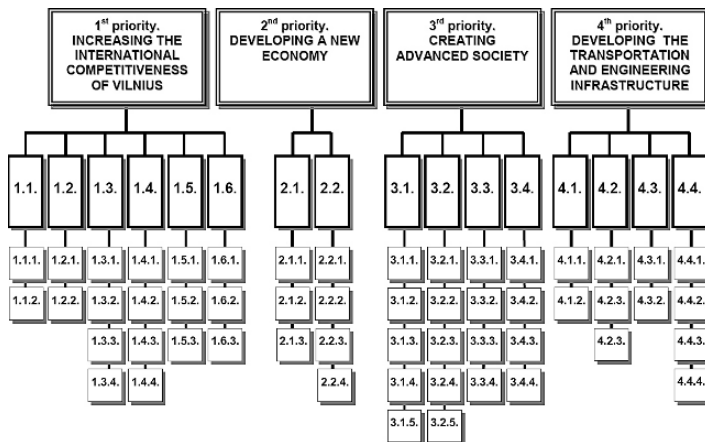 1st priority.
INCREASING THE
INTERNATIONAL
COMPETITIVENESS
OF VILNIUS
2nd priority.
DEVELOPING A NEW
ECONOMY
3rd priority.
CREATING
ADVANCED SOCIETY
4th priority.
DEVELOPING THE
TRANSPORTATION
AND ENGINEERING
INFRASTRUCTURE
1.1. 1.2. 1.3. 1.4. 1.5. 1.6. 2.1. 2.2. 3.1. 3.2. 3.3. 3.4. 4.1. 4.2. 4.3. 4.4.
1.1.1. 1.2.1. 1.3.1. 1.4.1. 1.5.1. 1.6.1. 2.1.1. 2.2.1. 3.1.1. 3.2.1. 3.3.1. 3.4.1. 4.1.1. 4.2.1. 4.3.1. 4.4.1.
1.1.2. 1.2.2. 1.3.2. 1.4.2. 1.5.2. 1.6.2. 2.1.2. 2.2.2. 3.1.2. 3.2.2. 3.3.2. 3.4.2. 4.1.2. 4.2.3. 4.3.2. 4.4.2.
1.3.3. 1.4.3. 1.5.3. 1.6.3. 2.1.3. 2.2.3. 3.1.3. 3.2.3. 3.3.3. 3.4.3. 4.2.3. 4.4.3.
1.3.4. 1.4.4. 2.2.4. 3.1.4. 3.2.4. 3.3.4. 3.4.4. 4.4.4.
3.1.5. 3.2.5.